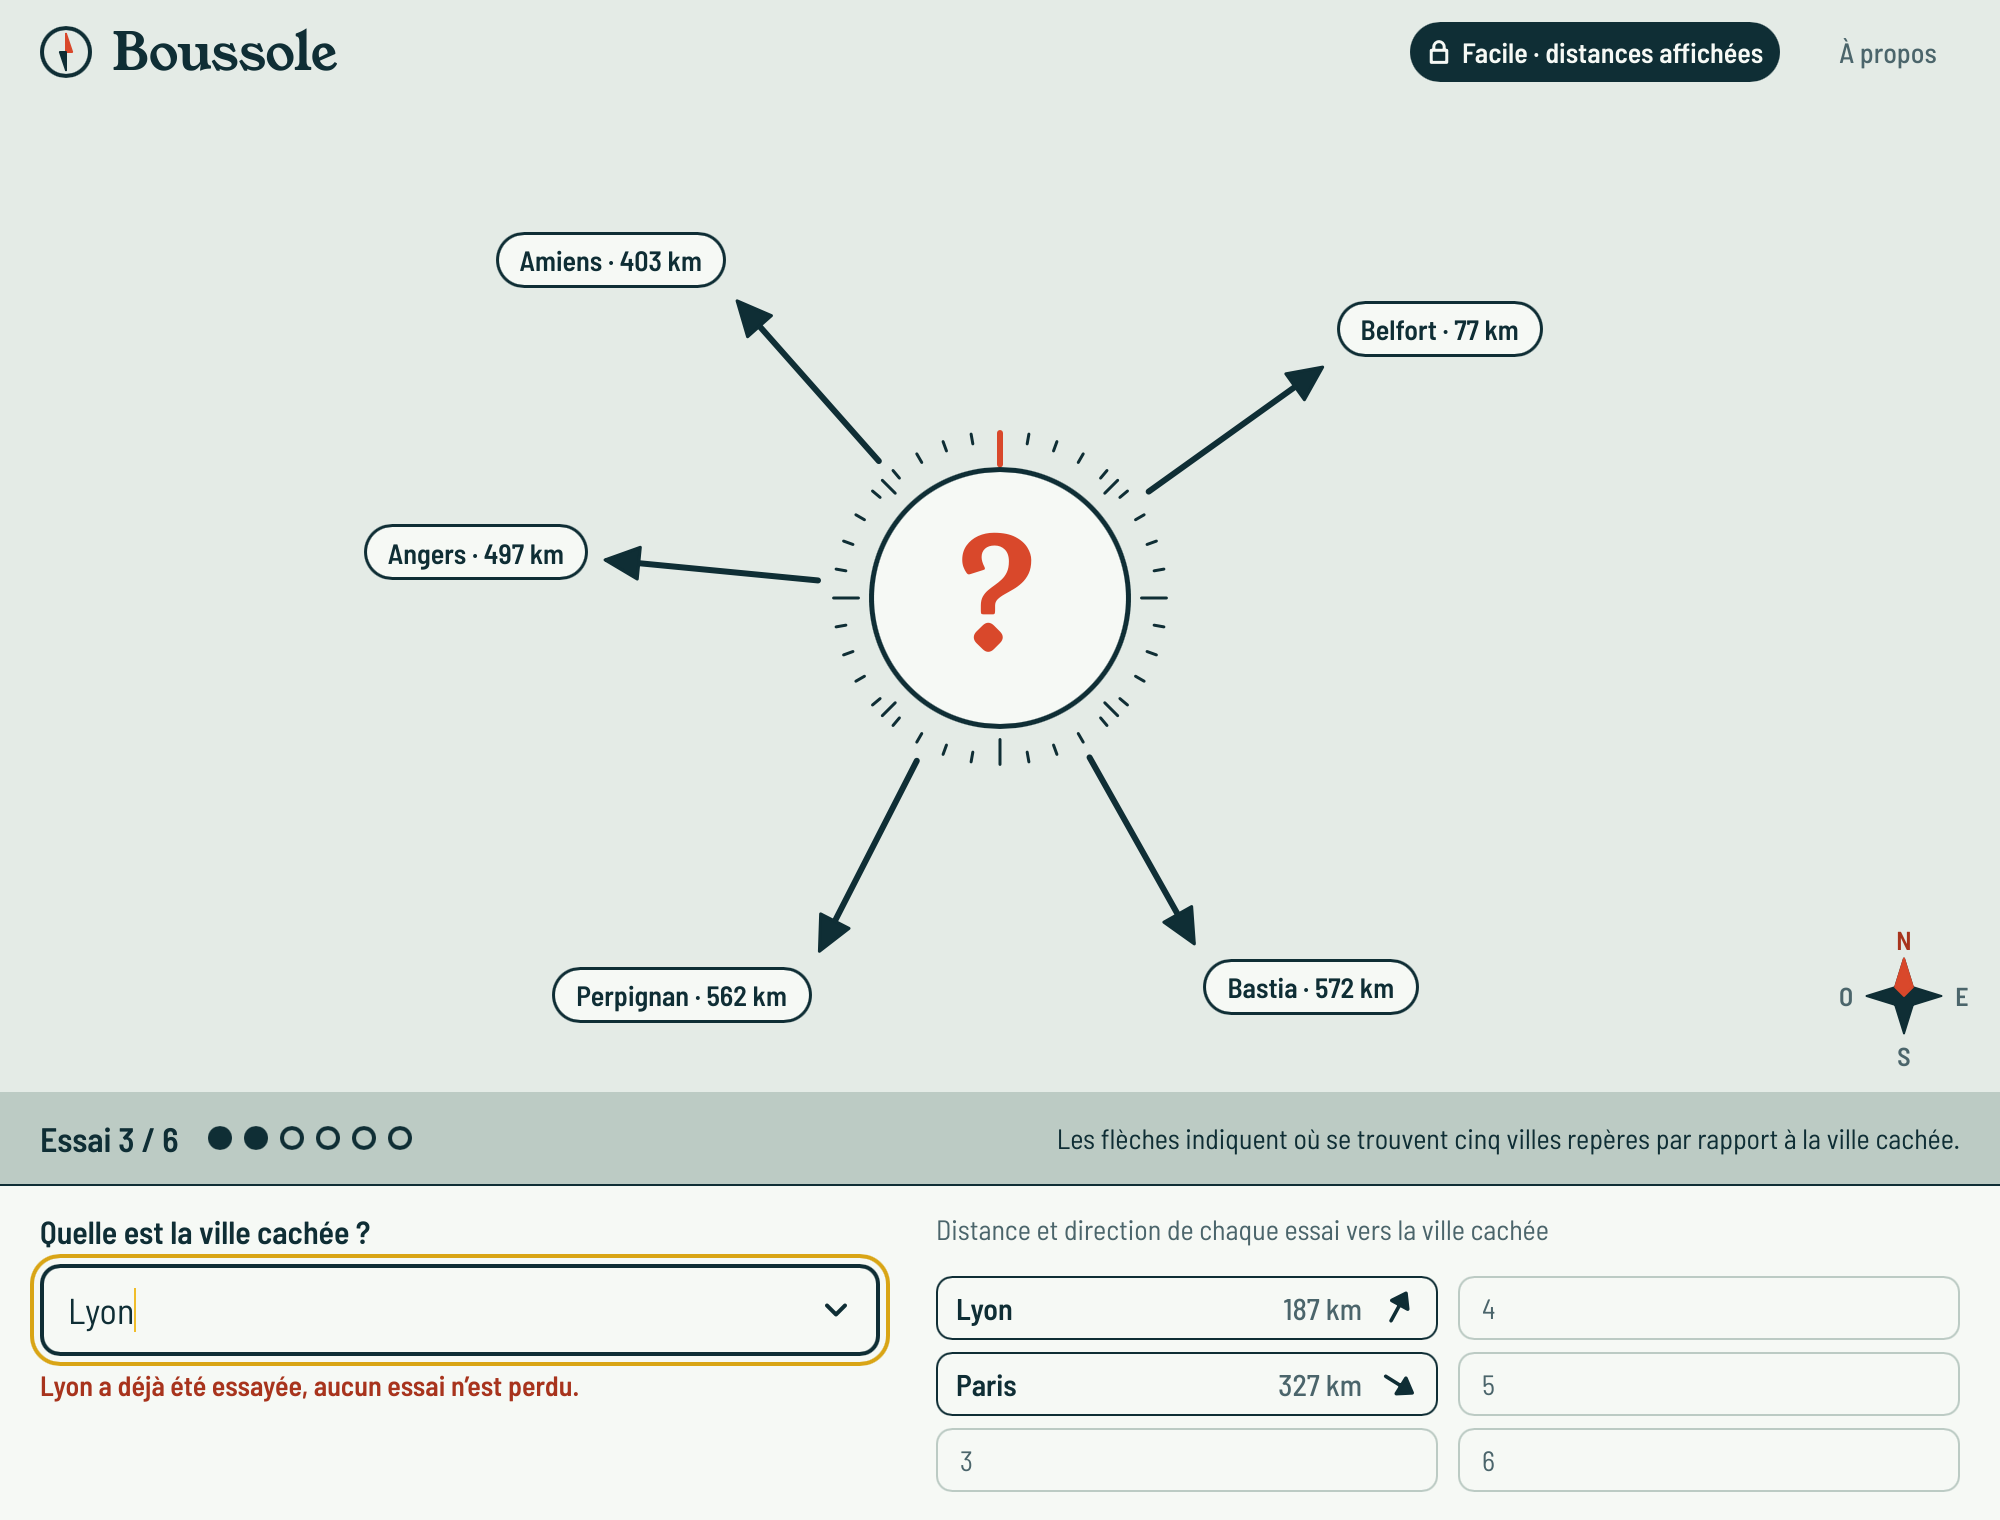 Boussole
Facile · distances affichées
À propos
Amiens · 403 km
Belfort · 77 km
Angers · 497 km
?
Perpignan · 562 km
Bastia · 572 km
N
O
E
S
Essai 3 / 6
Les flèches indiquent où se trouvent cinq villes repères par rapport à la ville cachée.
Quelle est la ville cachée ?
Lyon
Lyon a déjà été essayée, aucun essai n’est perdu.
Distance et direction de chaque essai vers la ville cachée
Lyon 187 km
Paris 327 km
3
4
5
6